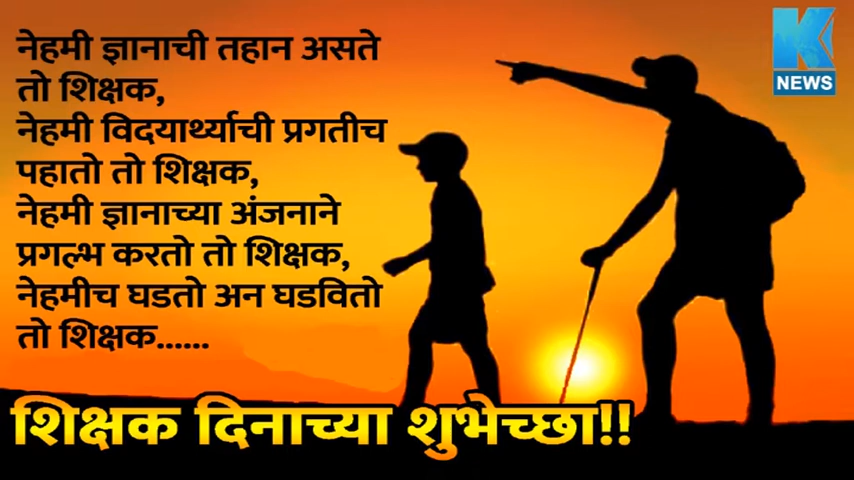 नेहमी ज्ञानाची तहान असते
तो शिक्षक,
नेहमी विदयार्थ्याची प्रगतीच
पहातो तो शिक्षक,
नेहमी ज्ञानाच्या अंजनाने
प्रगल्भ करतो तो शिक्षक,
नेहमीच घडतो अन घडवितो
तो शिक्षक......
शिक्षक दिनाच्या शुभेच्छा!!
K
NEWS